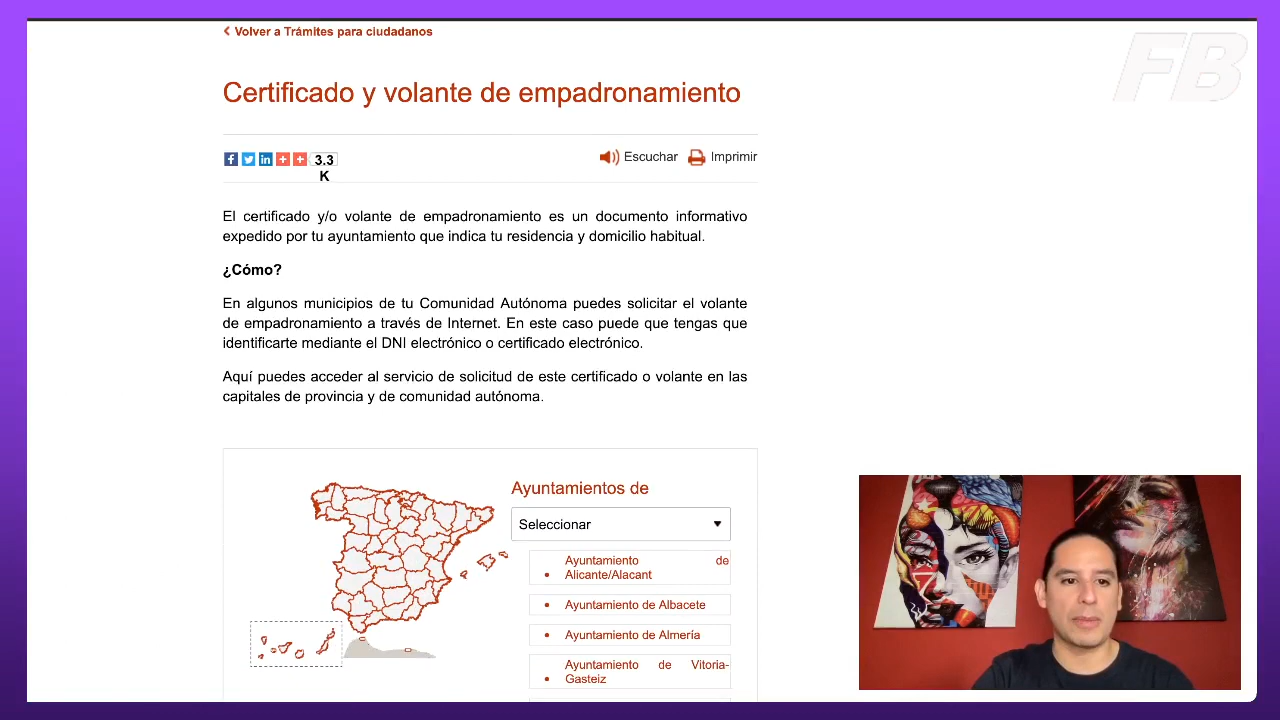 Volver a Trámites para ciudadanos
FB
Certificado y volante de empadronamiento
3.3
K
Escuchar
Imprimir
El certificado y/o volante de empadronamiento es un documento informativo
expedido por tu ayuntamiento que indica tu residencia y domicilio habitual.
¿Cómo?
En algunos municipios de tu Comunidad Autónoma puedes solicitar el volante
de empadronamiento a través de Internet. En este caso puede que tengas que
identificarte mediante el DNI electrónico o certificado electrónico.
Aquí puedes acceder al servicio de solicitud de este certificado o volante en las
capitales de provincia y de comunidad autónoma.
Ayuntamientos de
Seleccionar
Ayuntamiento de
Alicante/Alacant
Ayuntamiento de Albacete
Ayuntamiento de Almería
Ayuntamiento de Vitoria-
Gasteiz